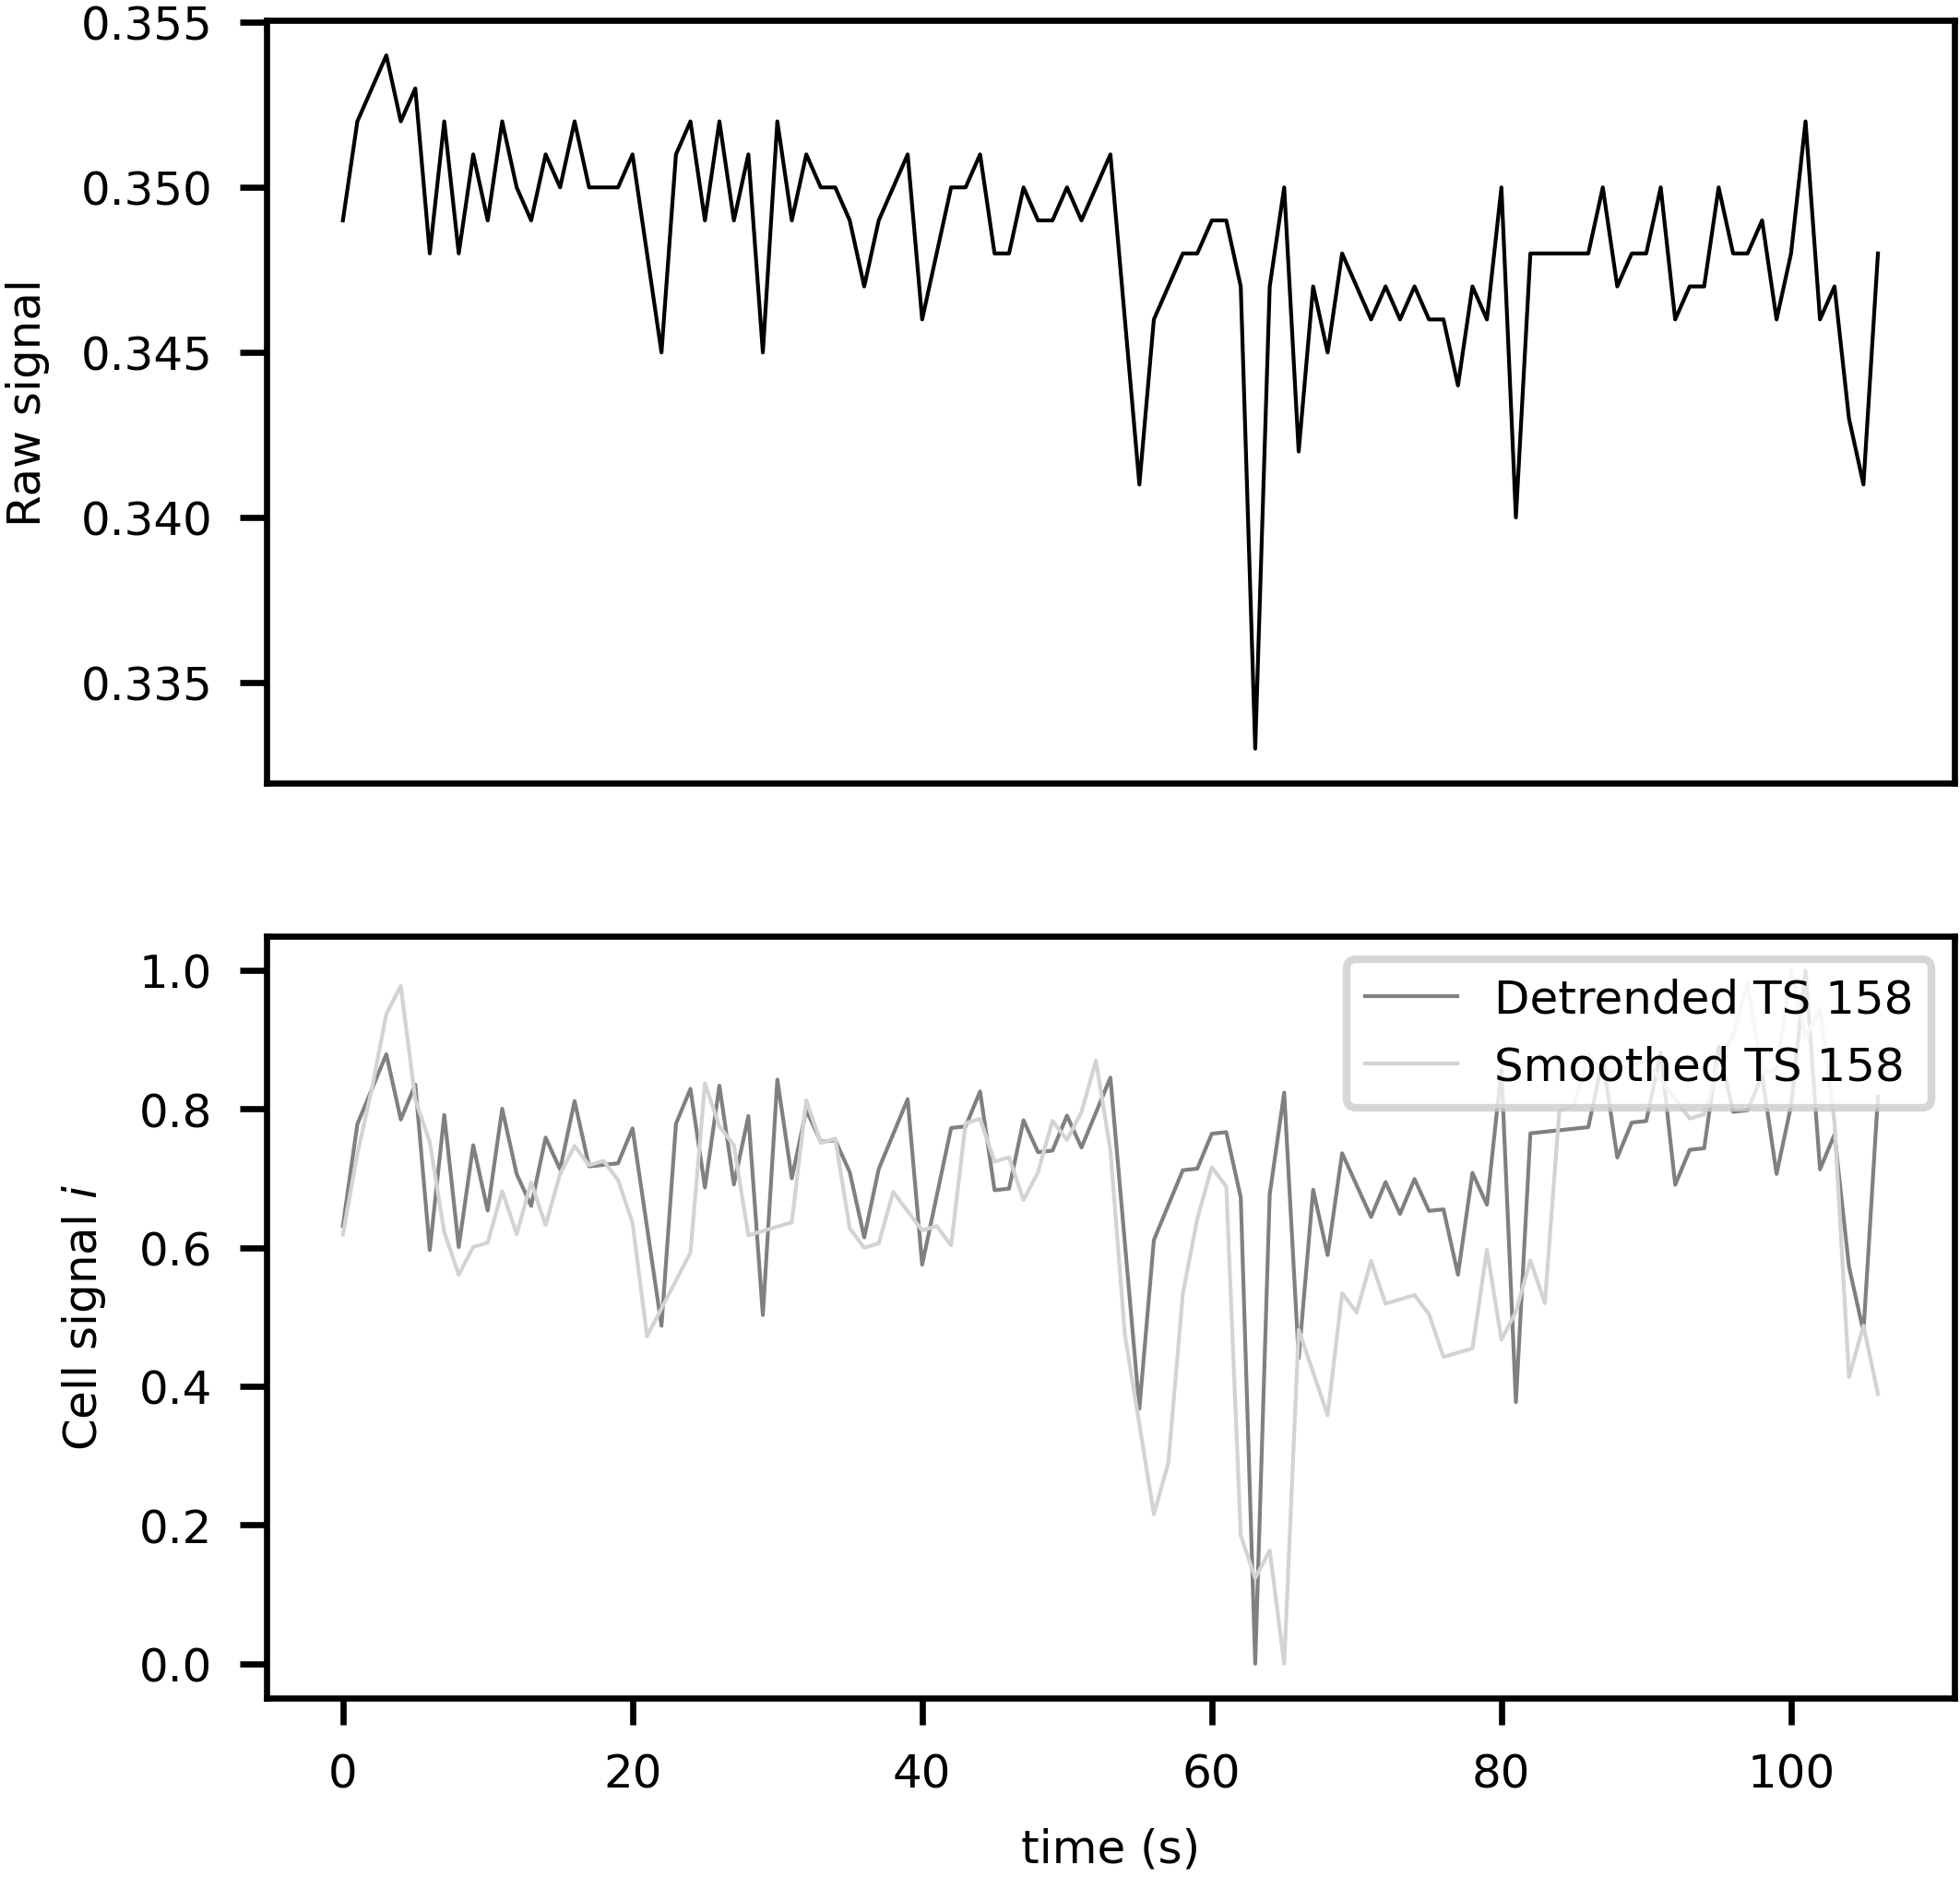 0.355
0.350
0.345
0.340
0.335
Raw signal
1.0
0.8
0.6
0.4
0.2
0.0
Cell signal i
Detrended TS 158
Smoothed TS 158
0 20 40 60 80 100
time (s)